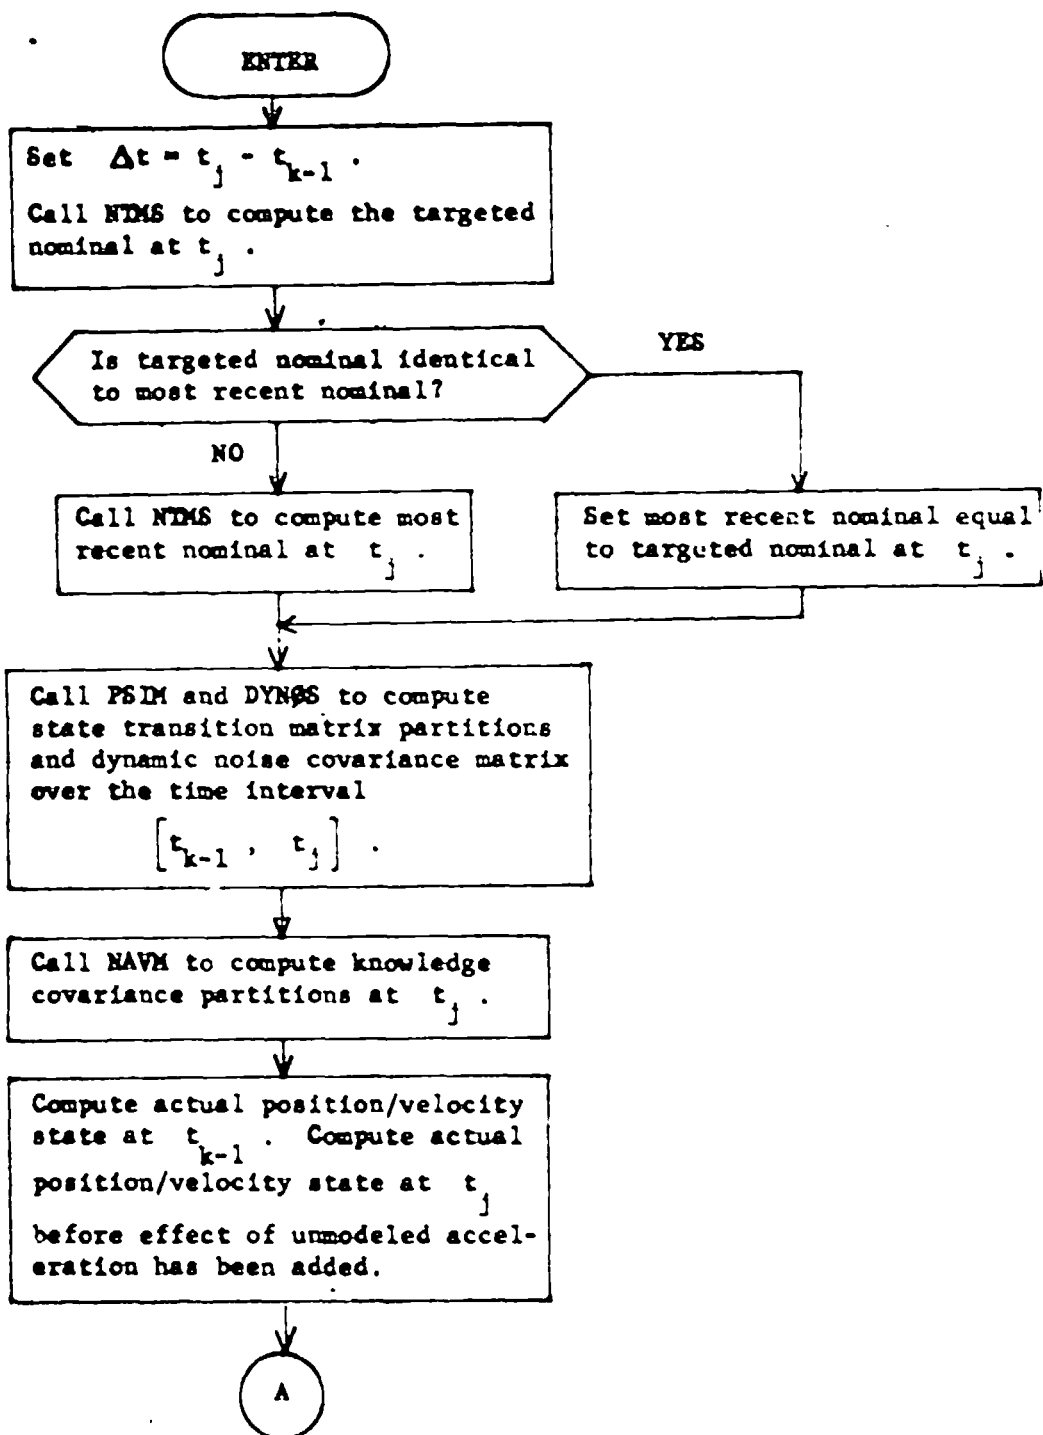 ENTER
Set Δt = t_j - t_{k-1} .
Call NTMS to compute the targeted
nominal at t_j .
Is targeted nominal identical
to most recent nominal?
YES
NO
Call NTMS to compute most
recent nominal at t_j .
Set most recent nominal equal
to targeted nominal at t_j .
Call PSIM and DYNØS to compute
state transition matrix partitions
and dynamic noise covariance matrix
over the time interval
[t_{k-1} , t_j] .
Call NAVM to compute knowledge
covariance partitions at t_j .
Compute actual position/velocity
state at t_{k-1} . Compute actual
position/velocity state at t_j
before effect of unmodeled accel-
eration has been added.
A